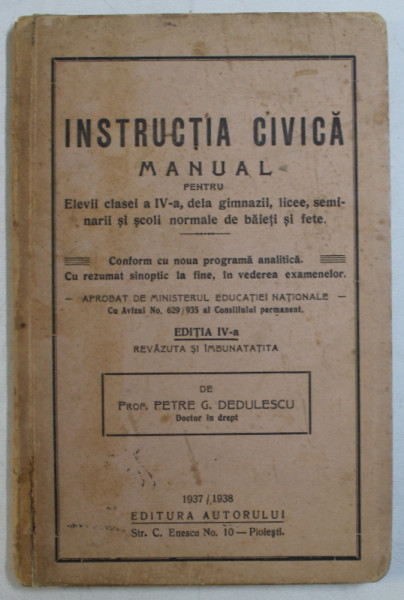 INSTRUCȚIA CIVICĂ
MANUAL
PENTRU
Elevii clasei a IV-a, dela gimnazii, licee, semi-
narii și școli normale de băieți și fete.
Conform cu noua programă analitică.
Cu rezumat sinoptic la fine, în vederea examenelor.
— APROBAT DE MINISTERUL EDUCAȚIEI NAȚIONALE —
Cu Avizul No. 629/935 al Consiliului permanent.
EDIȚIA IV-a
REVĂZUTA ȘI IMBUNATAȚITA
DE
PROF. PETRE G. DEDULESCU
Doctor în drept
1937/1938
EDITURA AUTORULUI
Str. C. Enescu No. 10 — Ploiești.